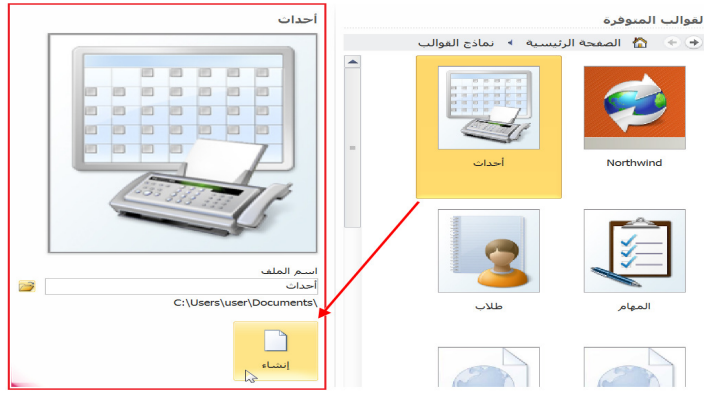 لقوالب المتوفرة
الصفحة الرئيسية
نماذج القوالب
Northwind
أحداث
المهام
طلاب
أحداث
اسم الملف
أحداث
C:\Users\user\Documents\
إنشاء